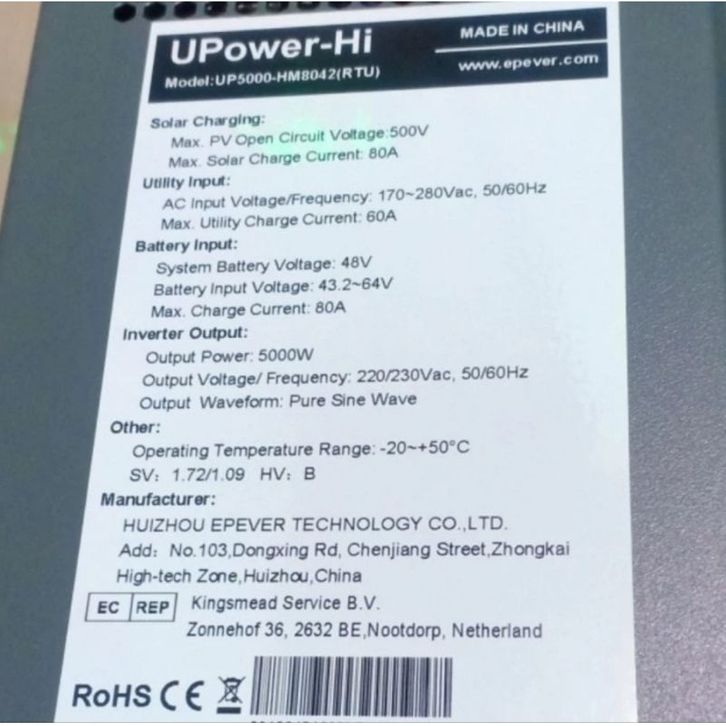 UPower-Hi
MADE IN CHINA
Model:UP5000-HM8042(RTU)
www.epever.com
Solar Charging:
Max. PV Open Circuit Voltage:500V
Max. Solar Charge Current: 80A
Utility Input:
AC Input Voltage/Frequency: 170~280Vac, 50/60Hz
Max. Utility Charge Current: 60A
Battery Input:
System Battery Voltage: 48V
Battery Input Voltage: 43.2~64V
Max. Charge Current: 80A
Inverter Output:
Output Power: 5000W
Output Voltage/ Frequency: 220/230Vac, 50/60Hz
Output Waveform: Pure Sine Wave
Other:
Operating Temperature Range: -20~+50°C
SV: 1.72/1.09 HV: B
Manufacturer:
HUIZHOU EPEVER TECHNOLOGY CO.,LTD.
Add: No.103,Dongxing Rd, Chenjiang Street,Zhongkai
High-tech Zone,Huizhou,China
EC REP Kingsmead Service B.V.
Zonnehof 36, 2632 BE,Nootdorp, Netherland
RoHS CE